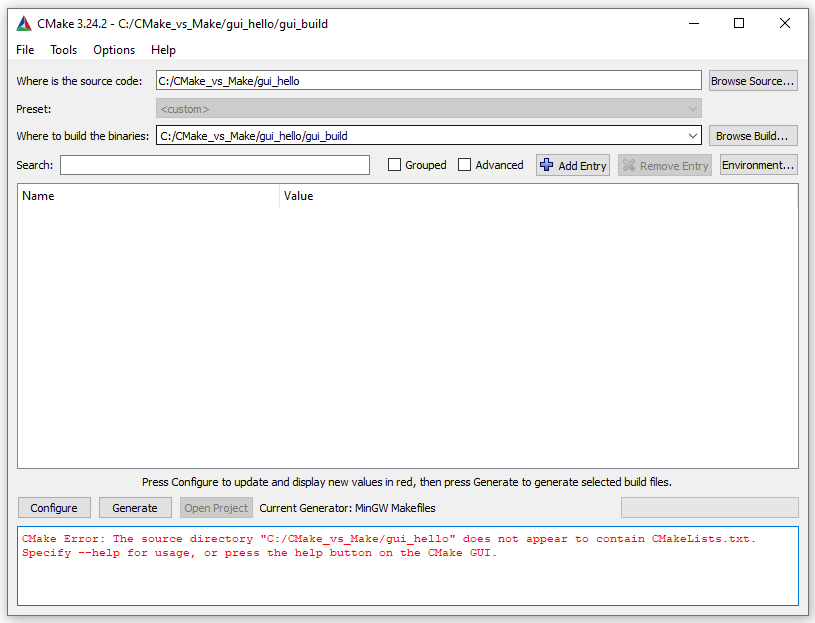 CMake 3.24.2 - C:/CMake_vs_Make/gui_hello/gui_build
File Tools Options Help
Where is the source code: C:/CMake_vs_Make/gui_hello Browse Source...
Preset: <custom>
Where to build the binaries: C:/CMake_vs_Make/gui_hello/gui_build Browse Build...
Search: Grouped Advanced Add Entry Remove Entry Environment...
Name Value
Press Configure to update and display new values in red, then press Generate to generate selected build files.
Configure Generate Open Project Current Generator: MinGW Makefiles
CMake Error: The source directory "C:/CMake_vs_Make/gui_hello" does not appear to contain CMakeLists.txt.
Specify --help for usage, or press the help button on the CMake GUI.